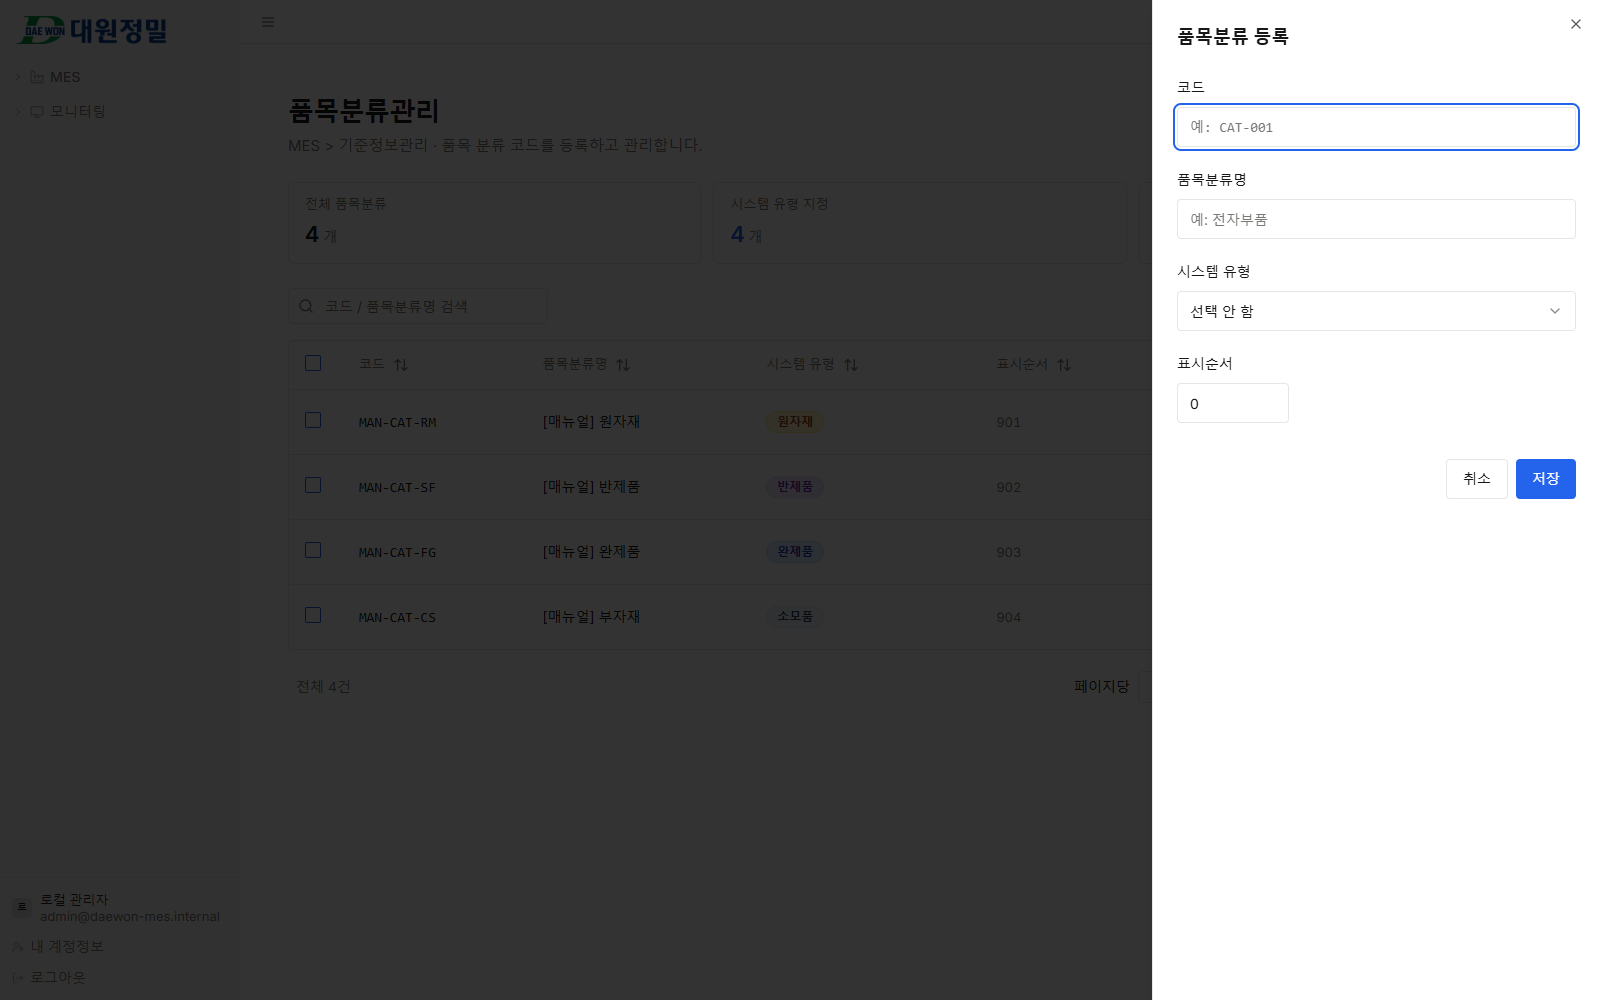 DAE WON 대원정밀
MES
모니터링
품목분류관리
MES > 기준정보관리 · 품목 분류 코드를 등록하고 관리합니다.
전체 품목분류
4 개
시스템 유형 지정
4 개
코드 / 품목분류명 검색
코드 품목분류명 시스템 유형 표시순서
MAN-CAT-RM [매뉴얼] 원자재 원자재 901
MAN-CAT-SF [매뉴얼] 반제품 반제품 902
MAN-CAT-FG [매뉴얼] 완제품 완제품 903
MAN-CAT-CS [매뉴얼] 부자재 소모품 904
전체 4건
페이지당
로
로컬 관리자
admin@daewon-mes.internal
내 계정정보
로그아웃
품목분류 등록
코드
예: CAT-001
품목분류명
예: 전자부품
시스템 유형
선택 안 함
표시순서
0
취소 저장